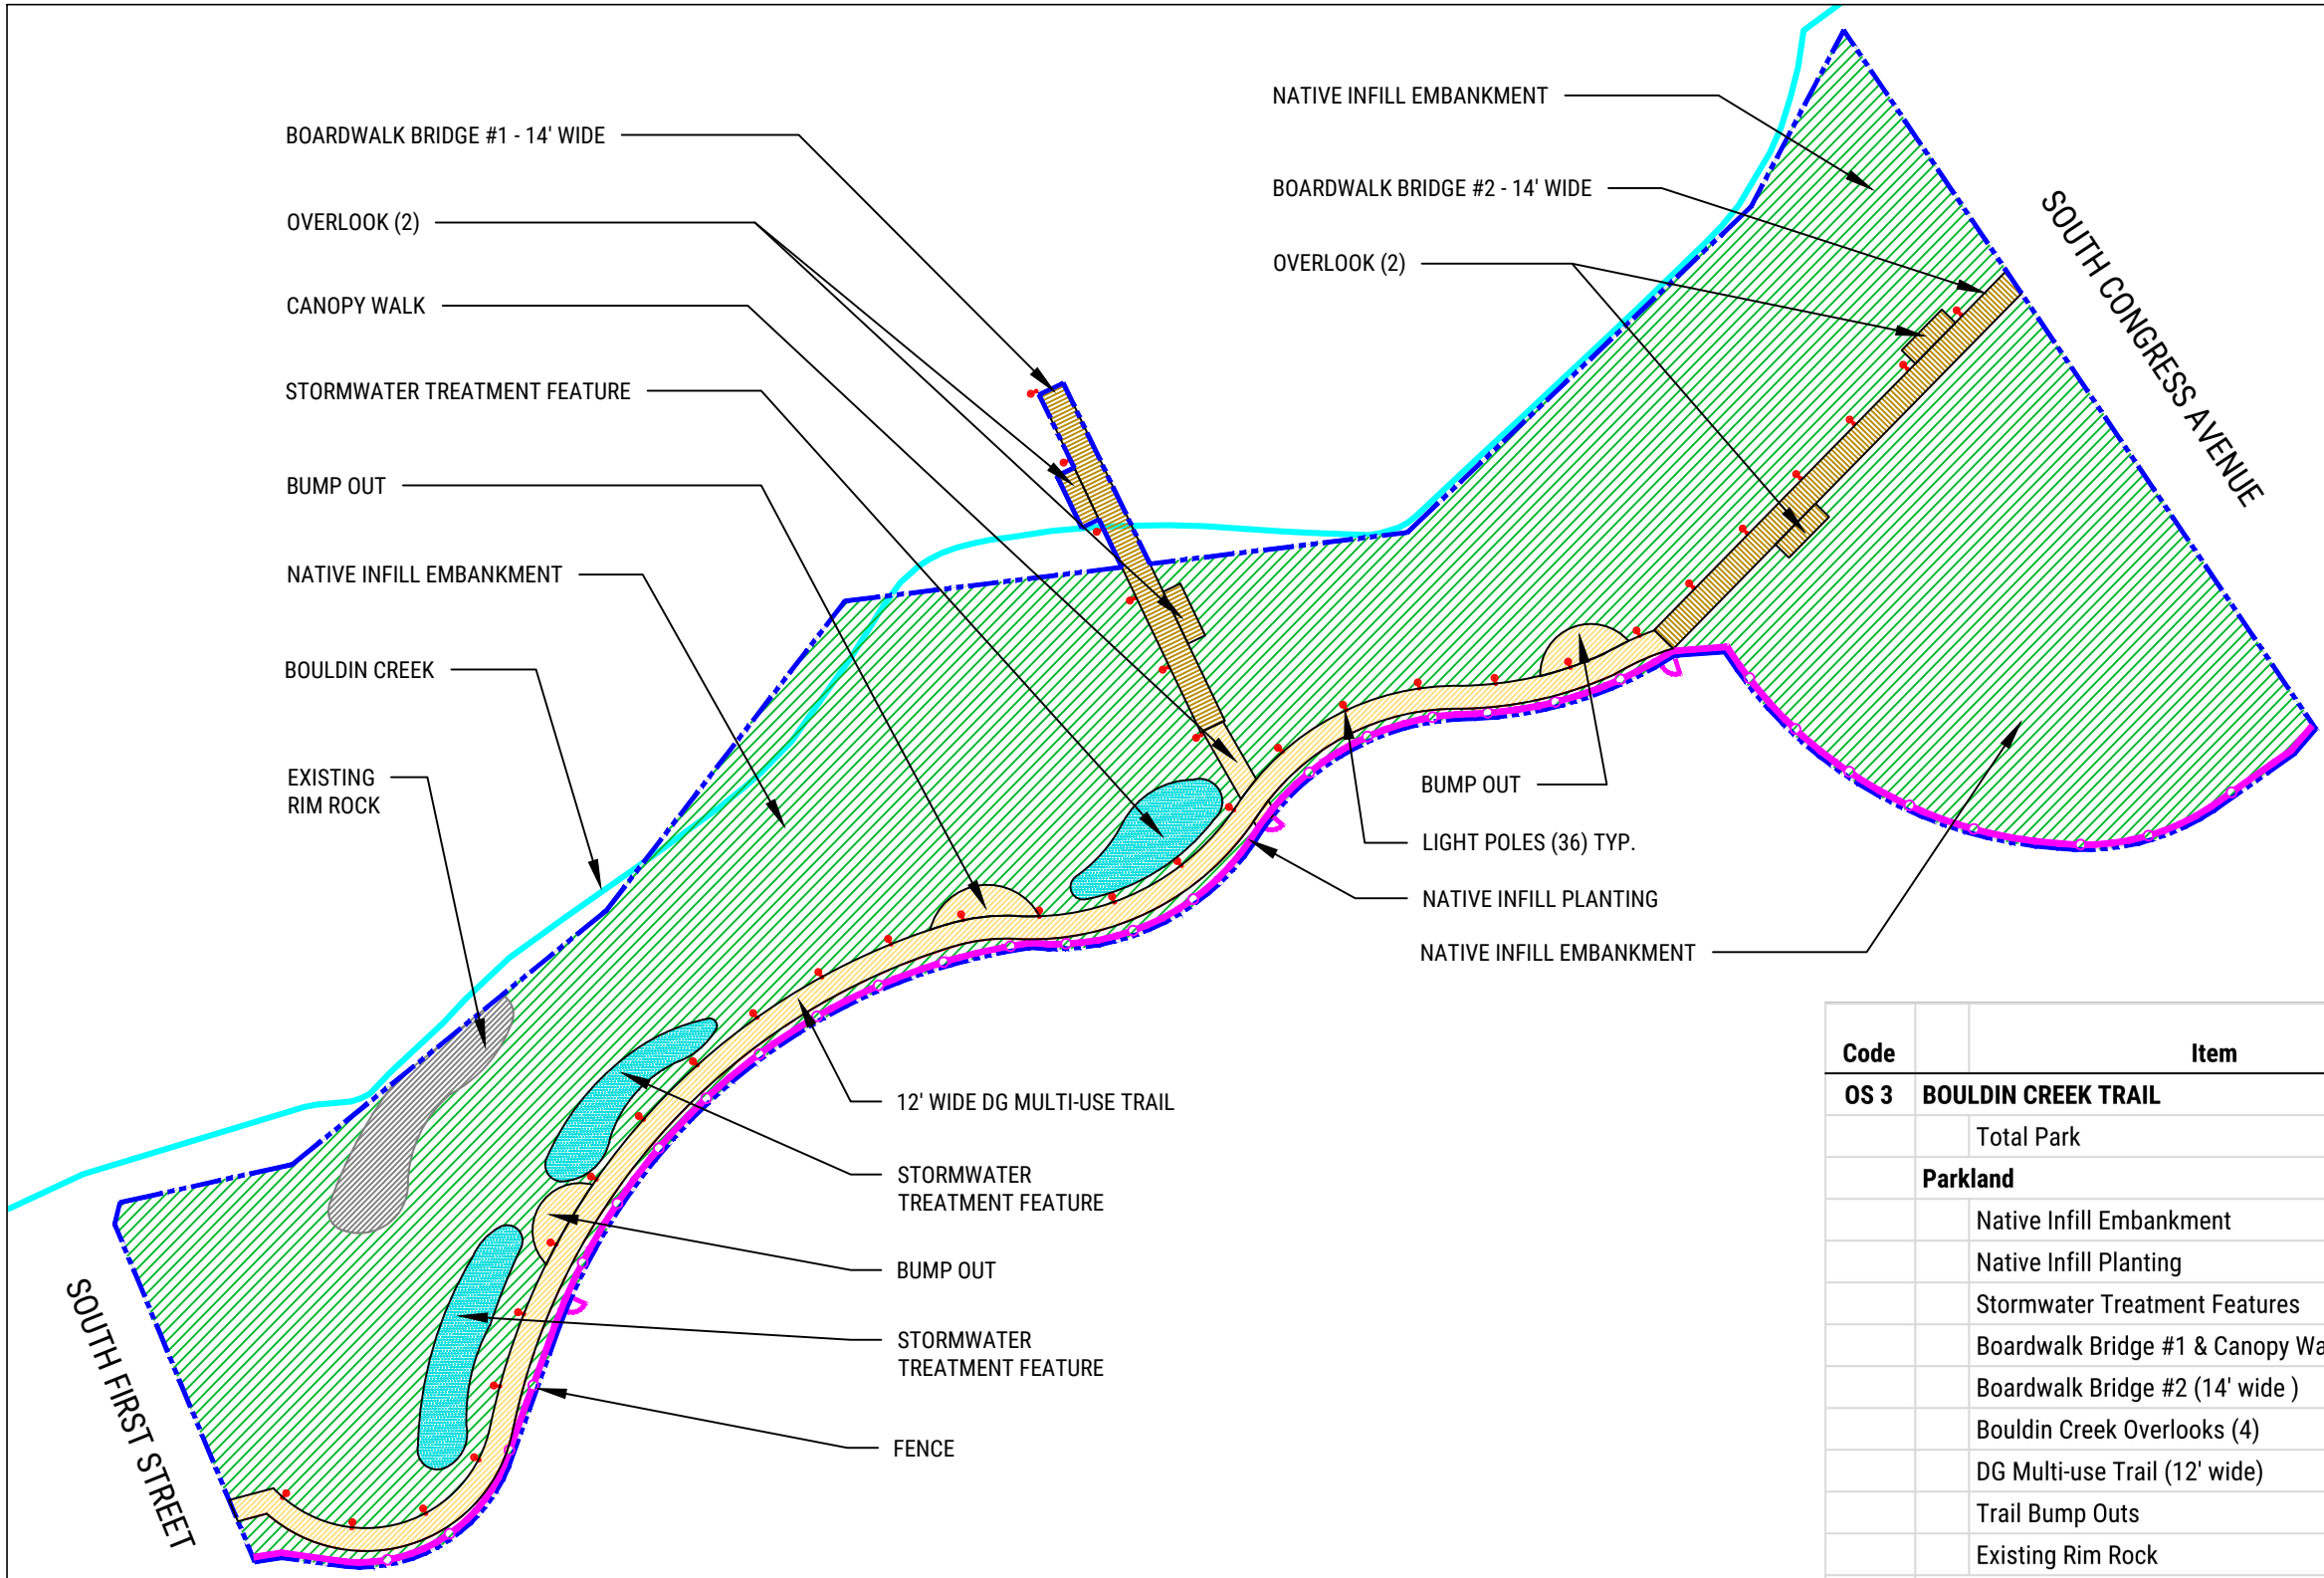 BOARDWALK BRIDGE #1 - 14' WIDE
OVERLOOK (2)
CANOPY WALK
STORMWATER TREATMENT FEATURE
BUMP OUT
NATIVE INFILL EMBANKMENT
BOULDIN CREEK
EXISTING
RIM ROCK
NATIVE INFILL EMBANKMENT
BOARDWALK BRIDGE #2 - 14' WIDE
OVERLOOK (2)
SOUTH CONGRESS AVENUE
BUMP OUT
LIGHT POLES (36) TYP.
NATIVE INFILL PLANTING
NATIVE INFILL EMBANKMENT
12' WIDE DG MULTI-USE TRAIL
STORMWATER
TREATMENT FEATURE
BUMP OUT
STORMWATER
TREATMENT FEATURE
FENCE
SOUTH FIRST STREET
Code Item
OS 3 BOULDIN CREEK TRAIL
Total Park
Parkland
Native Infill Embankment
Native Infill Planting
Stormwater Treatment Features
Boardwalk Bridge #1 & Canopy Wa
Boardwalk Bridge #2 (14' wide )
Bouldin Creek Overlooks (4)
DG Multi-use Trail (12' wide)
Trail Bump Outs
Existing Rim Rock